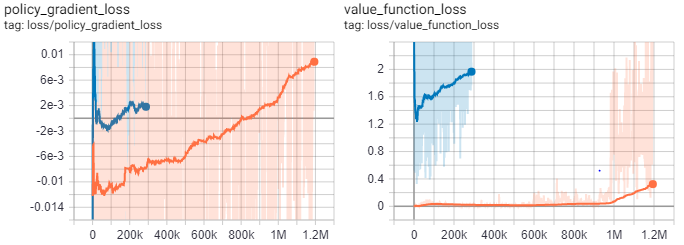 policy_gradient_loss
tag: loss/policy_gradient_loss
0.01
6e-3
2e-3
-2e-3
-6e-3
-0.01
-0.014
0 200k 400k 600k 800k 1M 1.2M
value_function_loss
tag: loss/value_function_loss
2
1.6
1.2
0.8
0.4
0
0 200k 400k 600k 800k 1M 1.2M